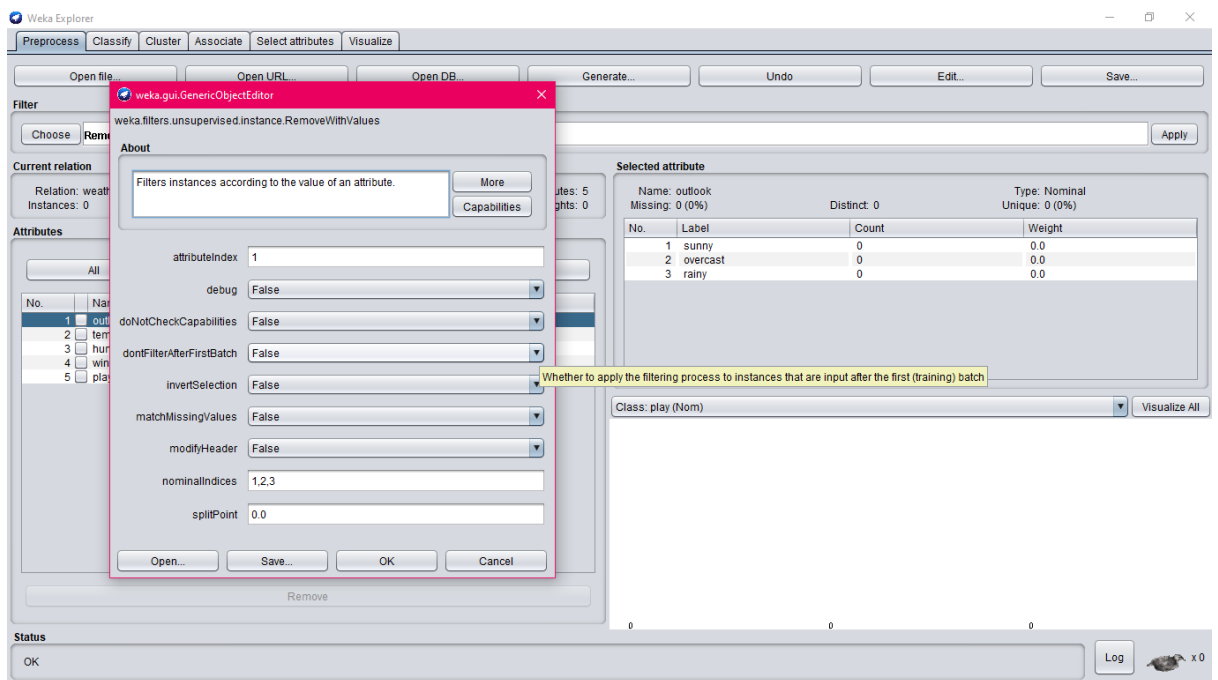 Weka Explorer
Preprocess Classify Cluster Associate Select attributes Visualize
Open file... Open URL... Open DB... Generate... Undo Edit... Save...
Filter
Choose Apply
weka.gui.GenericObjectEditor
weka.filters.unsupervised.instance.RemoveWithValues
About
Filters instances according to the value of an attribute.
More
Capabilities
attributeIndex 1
debug False
doNotCheckCapabilities False
dontFilterAfterFirstBatch False
invertSelection False
matchMissingValues False
modifyHeader False
nominalIndices 1,2,3
splitPoint 0.0
Open... Save... OK Cancel
Current relation
Relation:
Instances: 0
Attributes
All
No.
1
2
3
4
5
Remove
Selected attribute
Name: outlook Type: Nominal
Missing: 0 (0%) Distinct: 0 Unique: 0 (0%)
No. Label Count Weight
1 sunny 0 0.0
2 overcast 0 0.0
3 rainy 0 0.0
Whether to apply the filtering process to instances that are input after the first (training) batch
Class: play (Nom) Visualize All
0 0 0
Status
OK
Log x 0